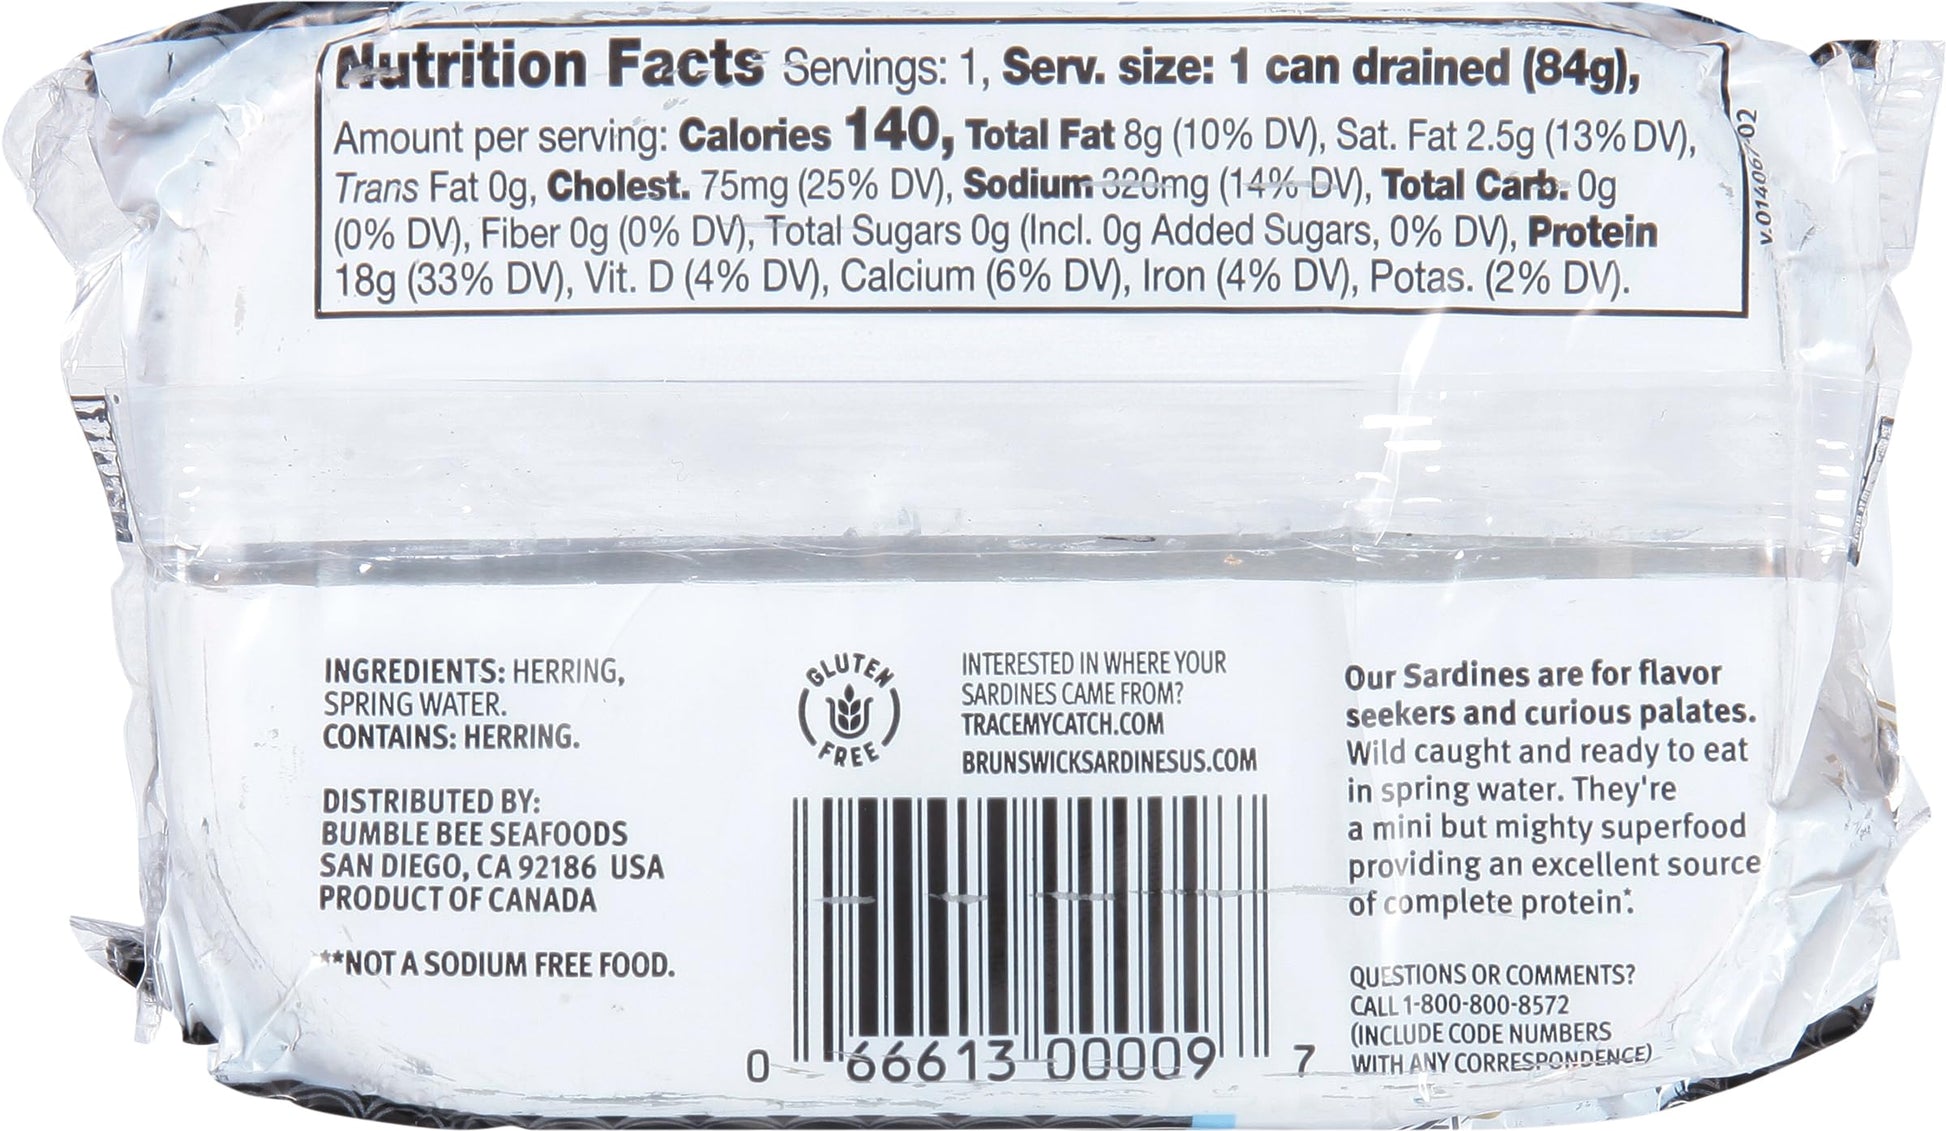 Nutrition Facts Servings: 1, Serv. size: 1 can drained (84g),
Amount per serving: Calories 140, Total Fat 8g (10% DV), Sat. Fat 2.5g (13% DV),
Trans Fat 0g, Cholest. 75mg (25% DV), Sodium 320mg (14% DV), Total Carb. 0g
(0% DV), Fiber 0g (0% DV), Total Sugars 0g (Incl. 0g Added Sugars, 0% DV), Protein
18g (33% DV), Vit. D (4% DV), Calcium (6% DV), Iron (4% DV), Potas. (2% DV).
INGREDIENTS: HERRING,
SPRING WATER.
CONTAINS: HERRING.
DISTRIBUTED BY:
BUMBLE BEE SEAFOODS
SAN DIEGO, CA 92186 USA
PRODUCT OF CANADA
**NOT A SODIUM FREE FOOD.
GLUTEN
FREE
INTERESTED IN WHERE YOUR
SARDINES CAME FROM?
TRACEMYCATCH.COM
BRUNSWICKSARDINESUS.COM
0 66613 00009 7
Our Sardines are for flavor
seekers and curious palates.
Wild caught and ready to eat
in spring water. They're
a mini but mighty superfood
providing an excellent source
of complete protein*.
QUESTIONS OR COMMENTS?
CALL 1-800-800-8572
(INCLUDE CODE NUMBERS
WITH ANY CORRESPONDENCE)